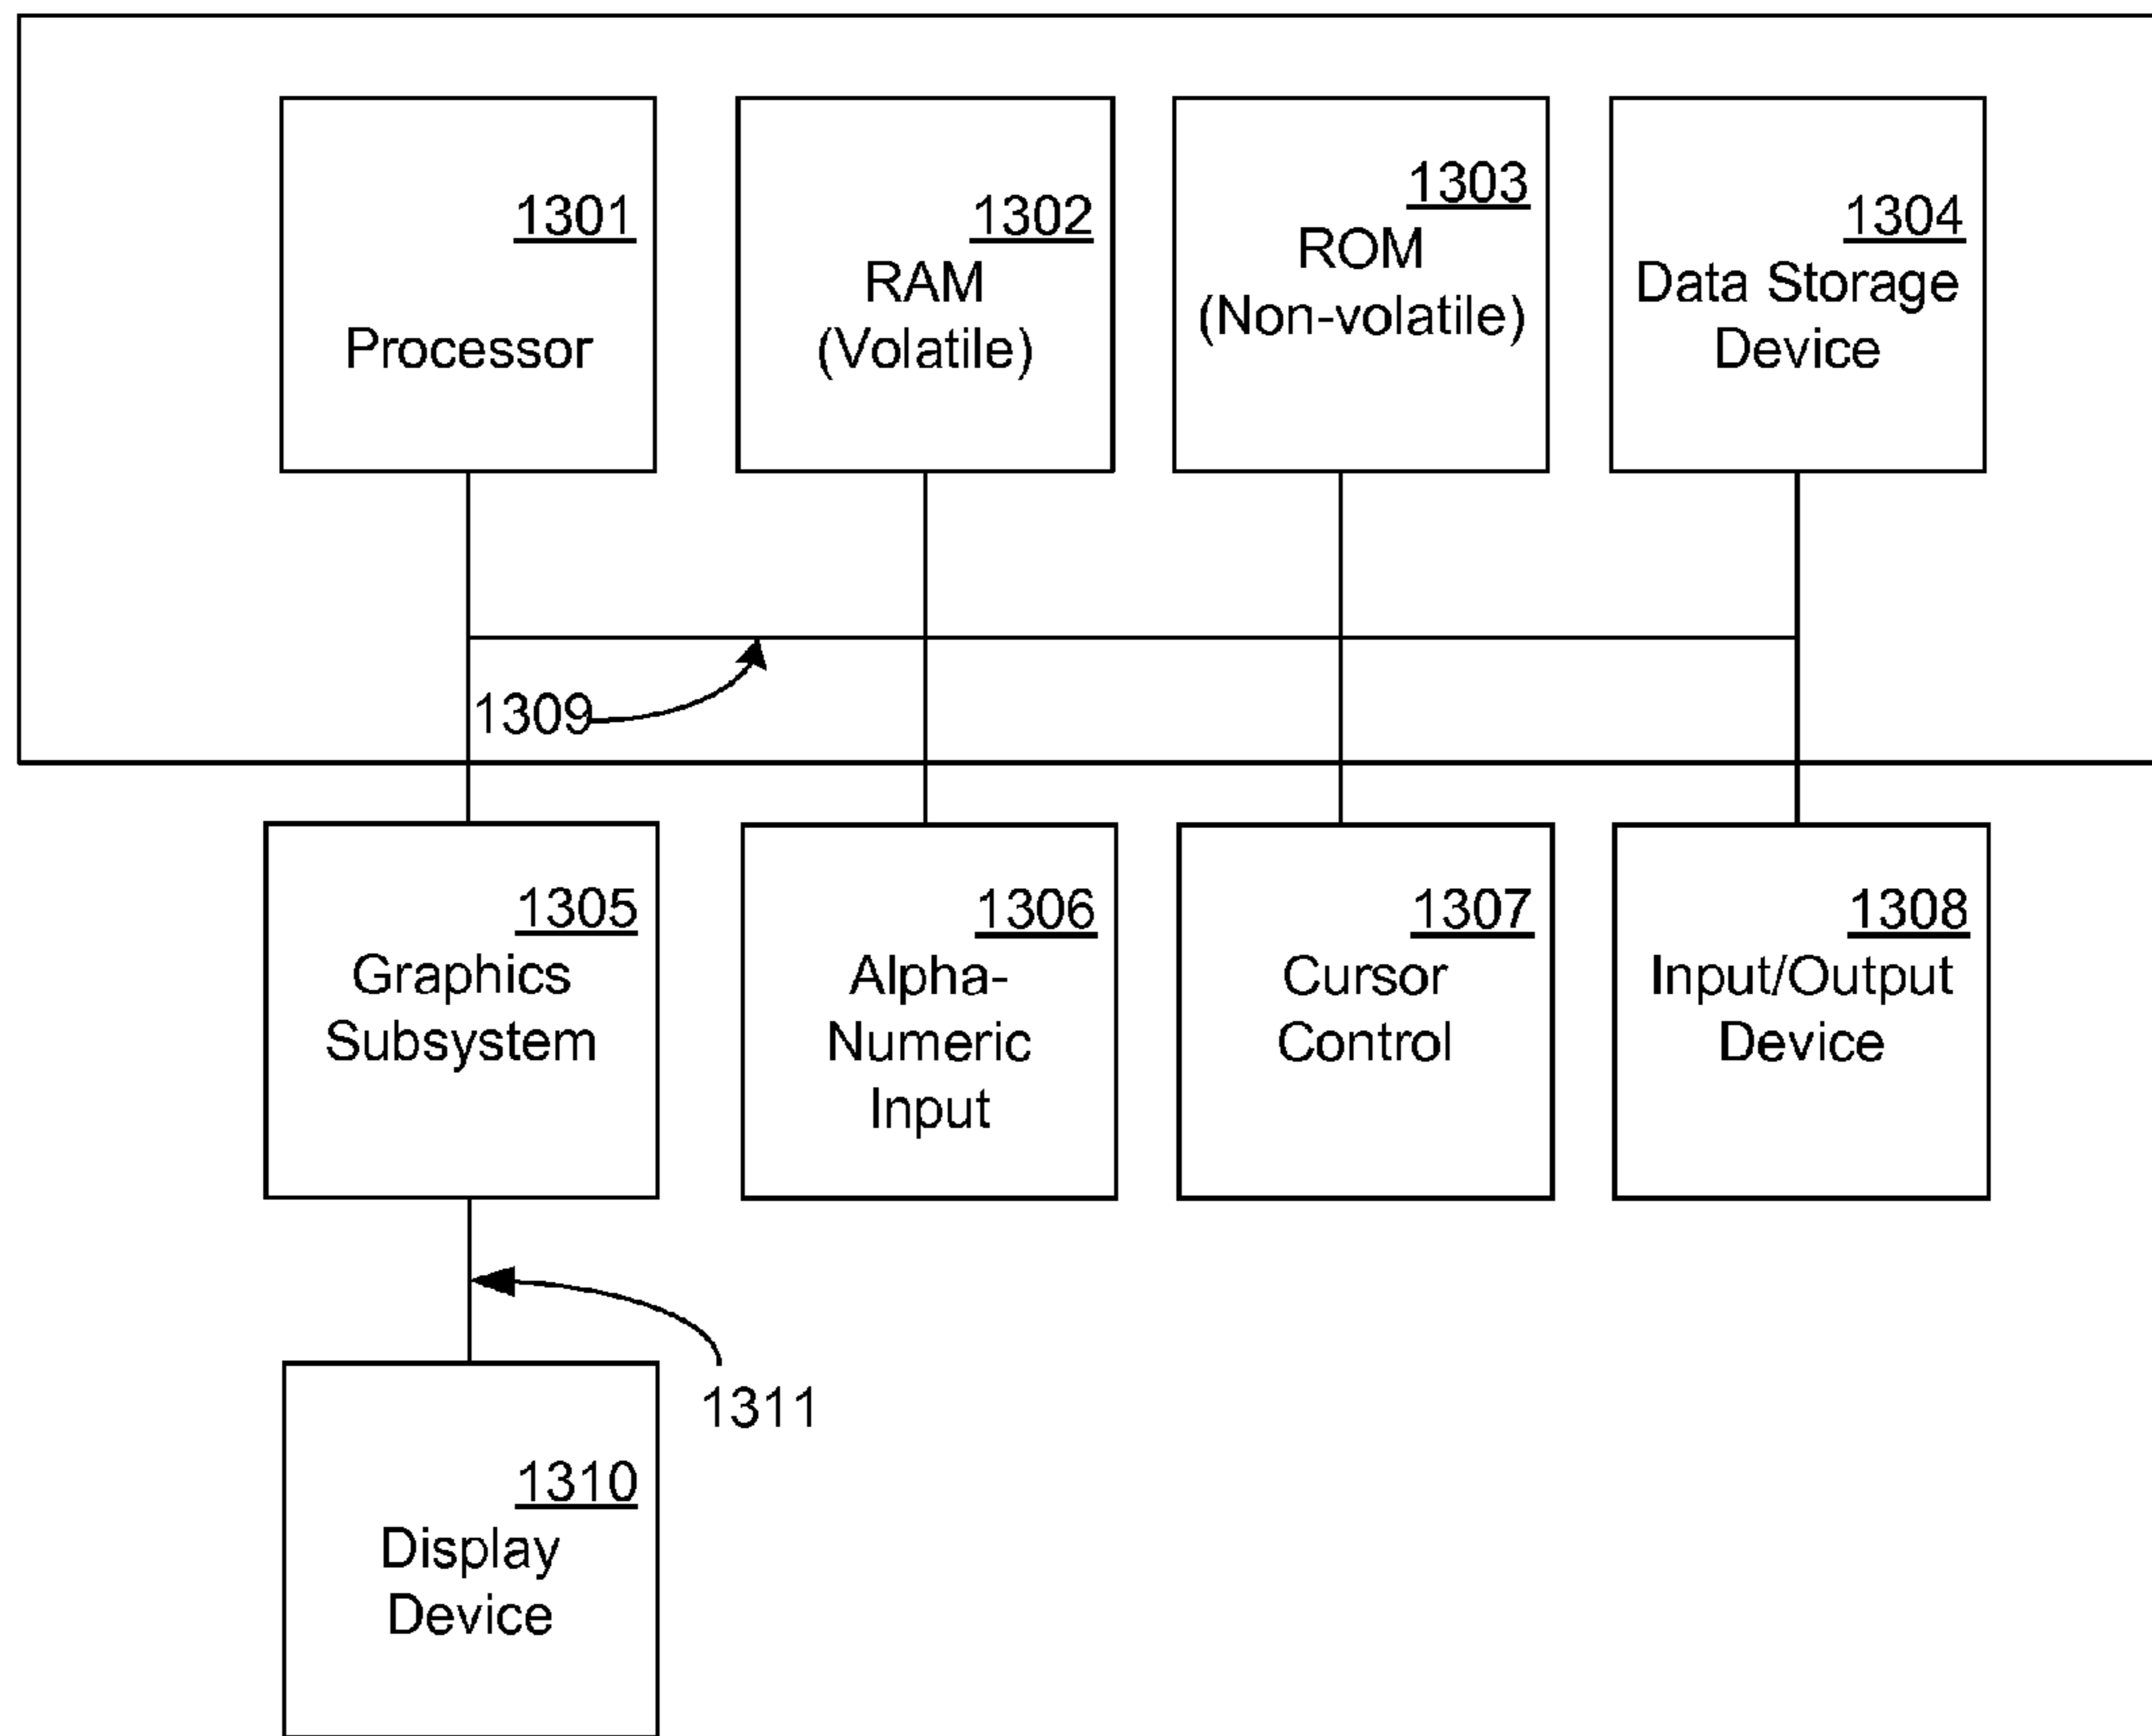 1301
Processor
1302
RAM
(Volatile)
1303
ROM
(Non-volatile)
1304
Data Storage
Device
1309
1305
Graphics
Subsystem
1306
Alpha-
Numeric
Input
1307
Cursor
Control
1308
Input/Output
Device
1311
1310
Display
Device